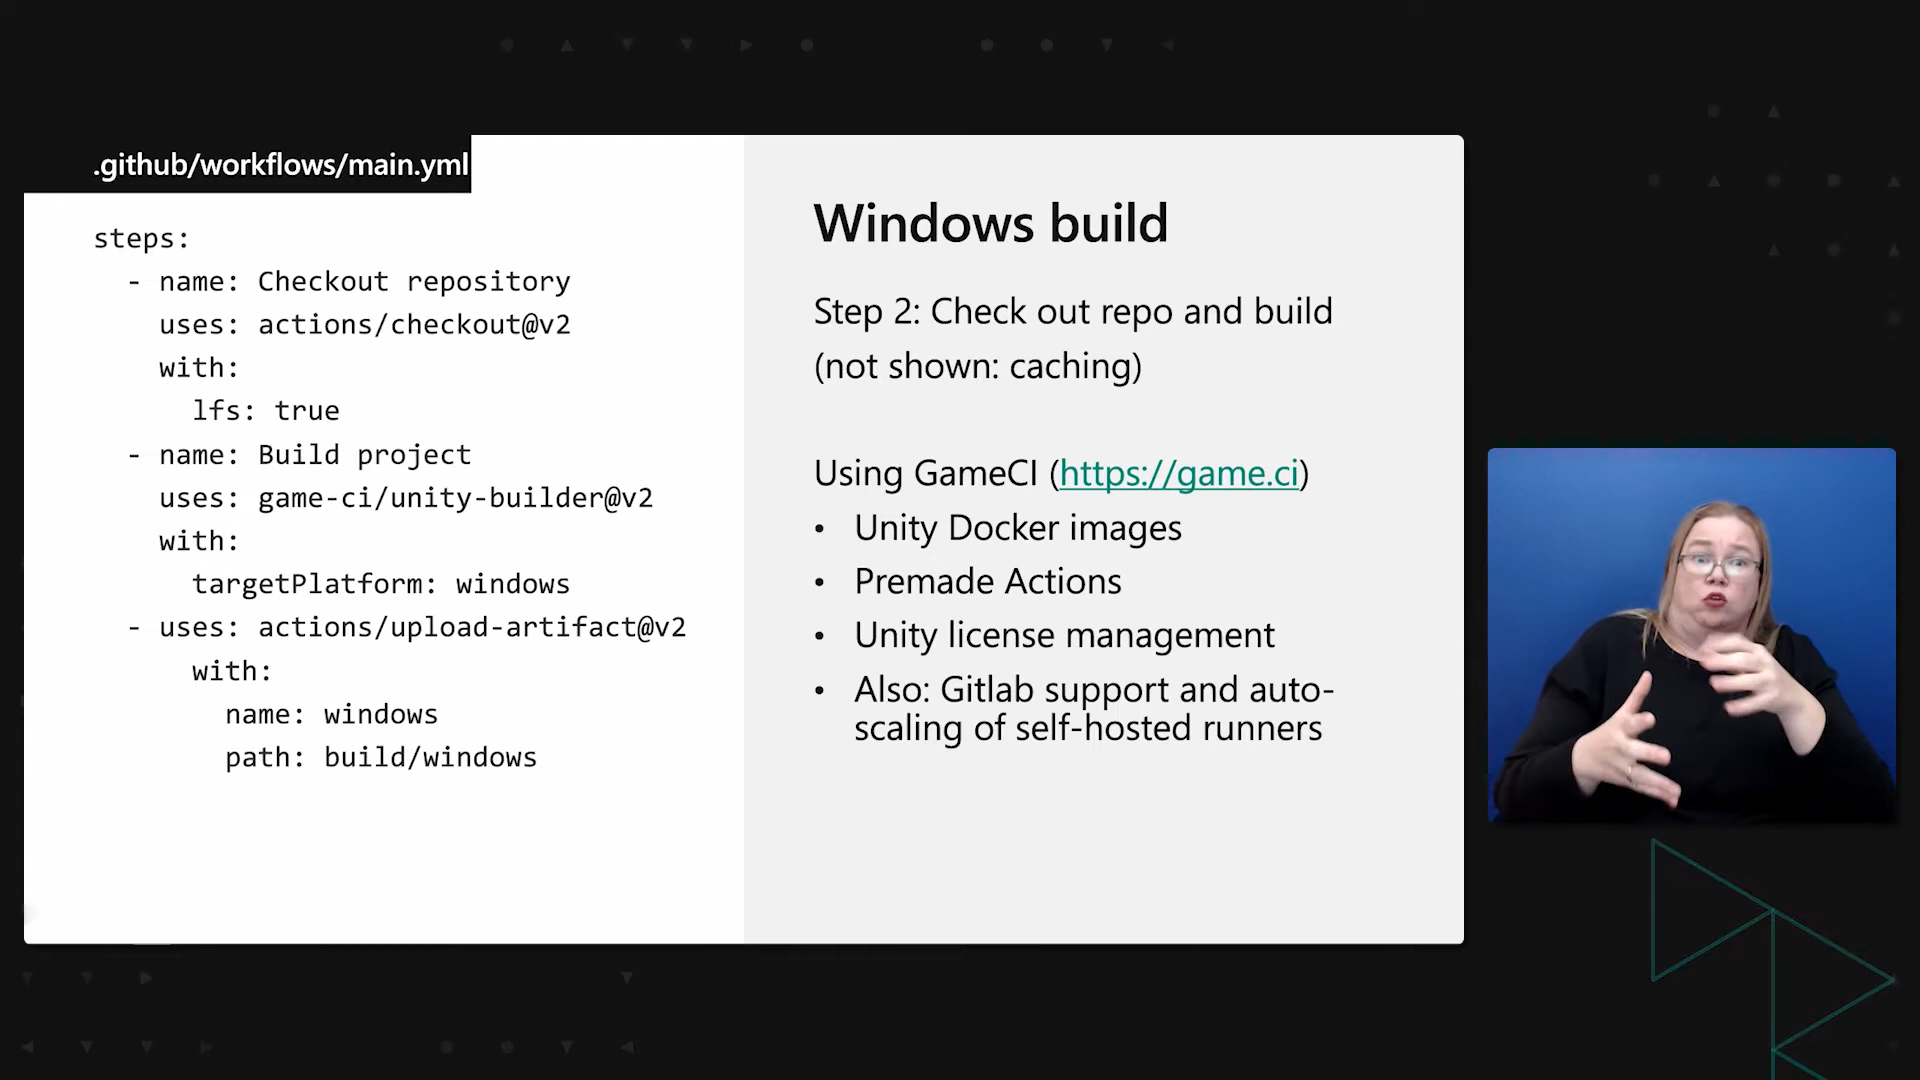 .github/workflows/main.yml
steps:
- name: Checkout repository
uses: actions/checkout@v2
with:
lfs: true
- name: Build project
uses: game-ci/unity-builder@v2
with:
targetPlatform: windows
- uses: actions/upload-artifact@v2
with:
name: windows
path: build/windows
Windows build
Step 2: Check out repo and build
(not shown: caching)
Using GameCI (https://game.ci)
• Unity Docker images
• Premade Actions
• Unity license management
• Also: Gitlab support and auto-
scaling of self-hosted runners